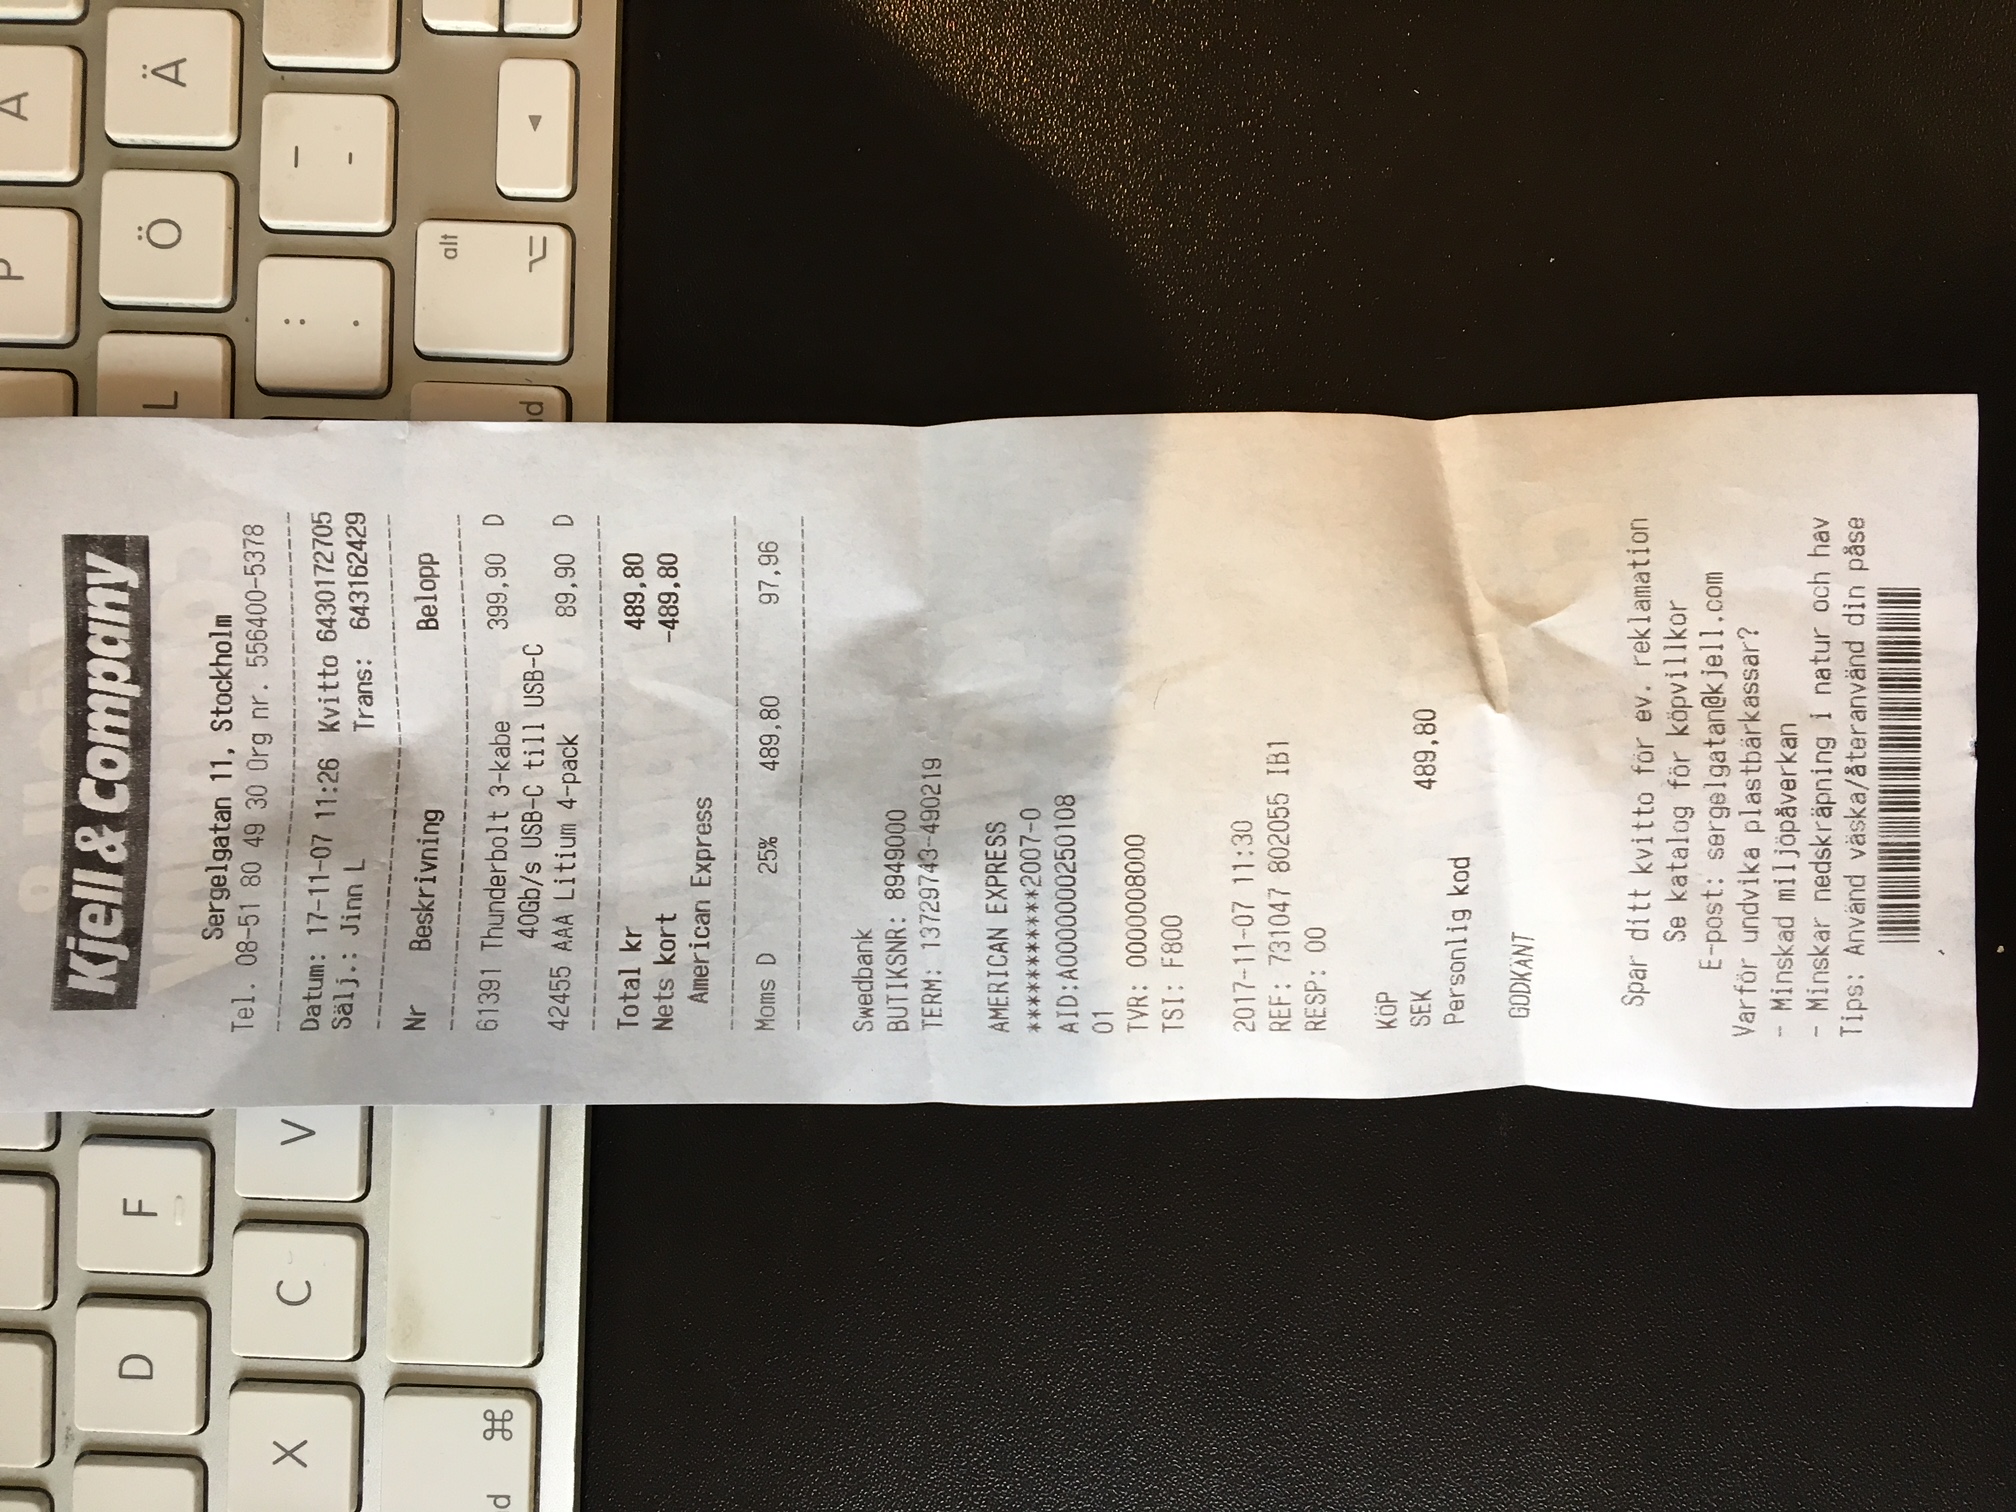 P Å
D F L Ö Ä
X C V : . – -
d ⌘ d alt ⌥ ◄
Kjell & Company
Sergelgatan 11, Stockholm
Tel. 08-51 80 49 30 Org nr. 556400-5378
Datum: 17-11-07 11:26 Kvitto 6430172705
Sälj.: Jinn L Trans: 643162429
Nr Beskrivning Belopp
61391 Thunderbolt 3-kabe 399,90 D
40Gb/s USB-C till USB-C
42455 AAA Litium 4-pack 89,90 D
Total kr 489,80
Nets kort -489,80
American Express
Moms D 25% 489,80 97,96
Swedbank
BUTIKSNR: 8949000
TERM: 13729743-490219
AMERICAN EXPRESS
***********2007-0
AID:A0000000250108
01
TVR: 0000008000
TSI: F800
2017-11-07 11:30
REF: 731047 802055 IB1
RESP: 00
KÖP
SEK 489,80
Personlig kod
GODKÄNT
Spar ditt kvitto för ev. reklamation
Se katalog för köpvillkor
E-post: sergelgatan@kjell.com
Varför undvika plastbärkassar?
- Minskad miljöpåverkan
- Minskar nedskräpning i natur och hav
Tips: Använd väska/återanvänd din påse